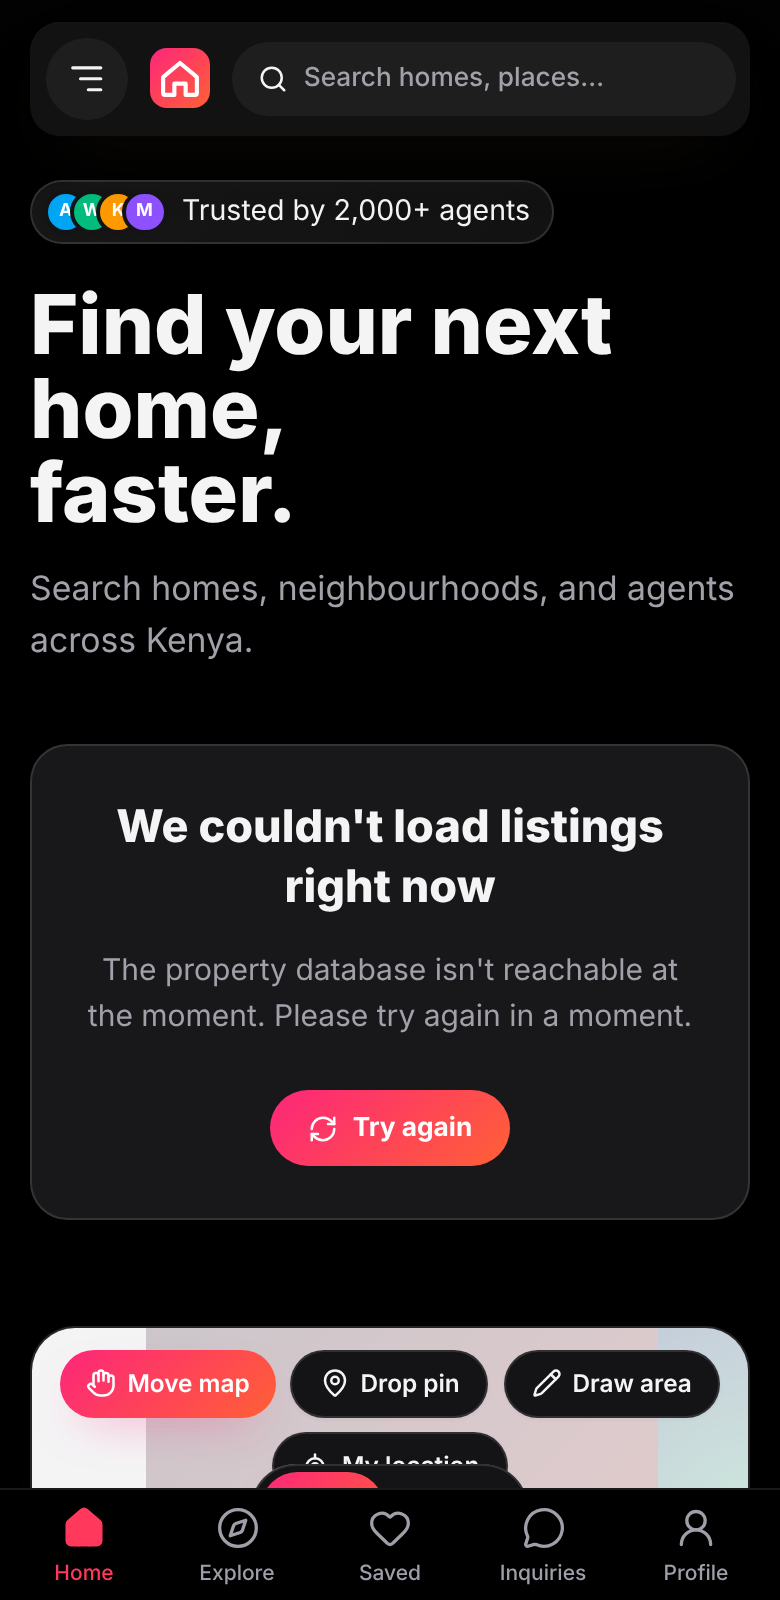 Search homes, places...
A W K M Trusted by 2,000+ agents
Find your next
home,
faster.
Search homes, neighbourhoods, and agents
across Kenya.
We couldn't load listings
right now
The property database isn't reachable at
the moment. Please try again in a moment.
Try again
Move map Drop pin Draw area
My location
Home Explore Saved Inquiries Profile